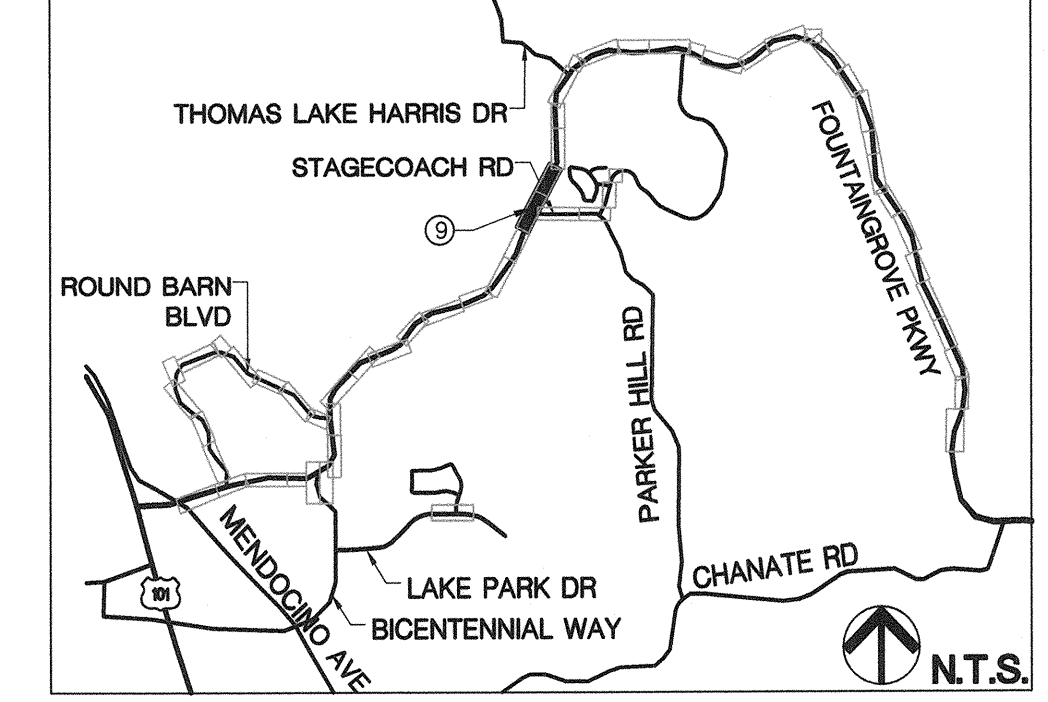 THOMAS LAKE HARRIS DR
STAGECOACH RD
9
ROUND BARN
BLVD
FOUNTAINGROVE PKWY
PARKER HILL RD
MENDOCINO AVE
101
LAKE PARK DR
BICENTENNIAL WAY
CHANATE RD
N.T.S.